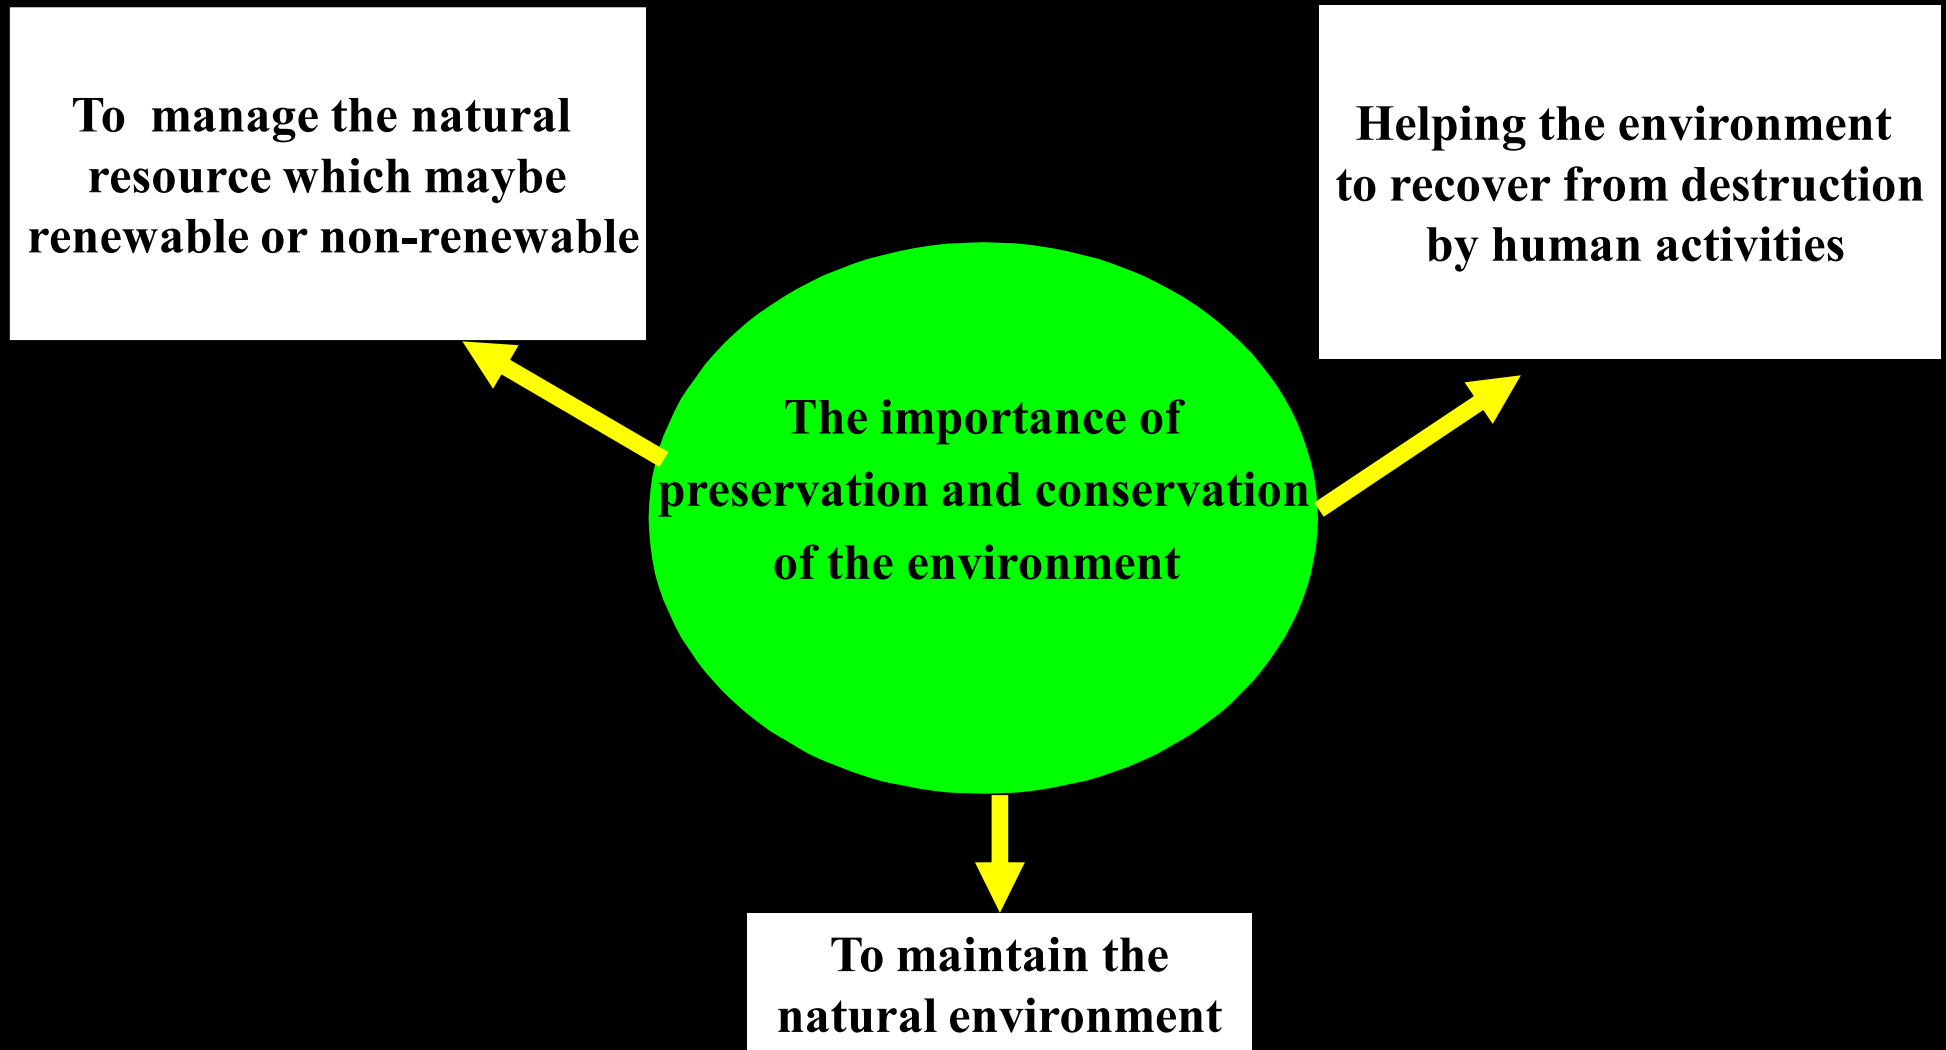 To manage the natural
resource which maybe
renewable or non-renewable
Helping the environment
to recover from destruction
by human activities
The importance of
preservation and conservation
of the environment
To maintain the
natural environment